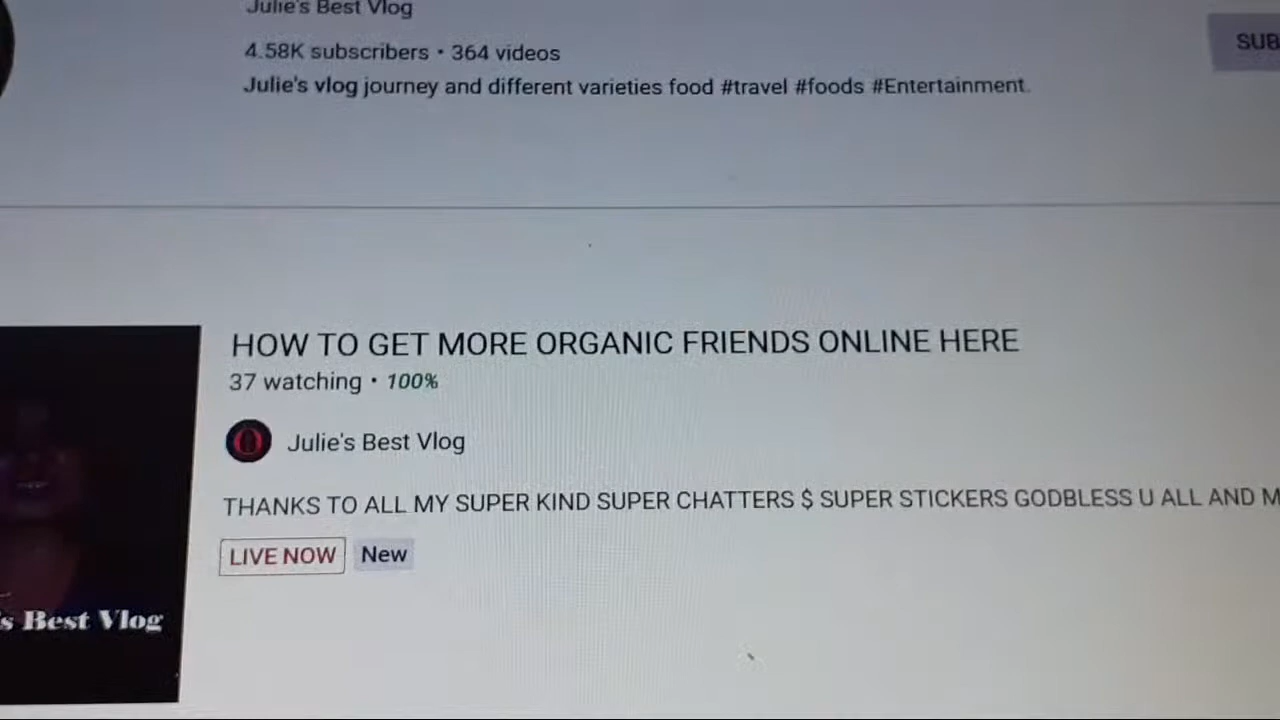 Julie's Best Vlog
4.58K subscribers • 364 videos
Julie's vlog journey and different varieties food #travel #foods #Entertainment.
SUB
HOW TO GET MORE ORGANIC FRIENDS ONLINE HERE
37 watching • 100%
Julie's Best Vlog
THANKS TO ALL MY SUPER KIND SUPER CHATTERS $ SUPER STICKERS GODBLESS U ALL AND M
LIVE NOW New
's Best Vlog